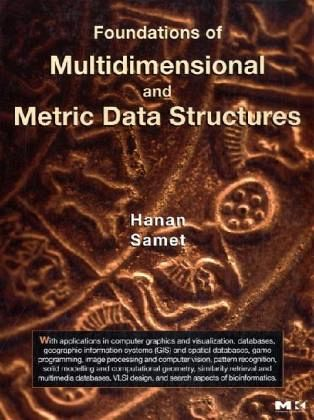 Foundations of
Multidimensional
and
Metric Data Structures
Hanan
Samet
With applications in computer graphics and visualization, databases,
geographic information systems (GIS) and spatial databases, game
programming, image processing and computer vision, pattern recognition,
solid modelling and computational geometry, similarity retrieval and
multimedia databases, VLSI design, and search aspects of bioinformatics.
M K